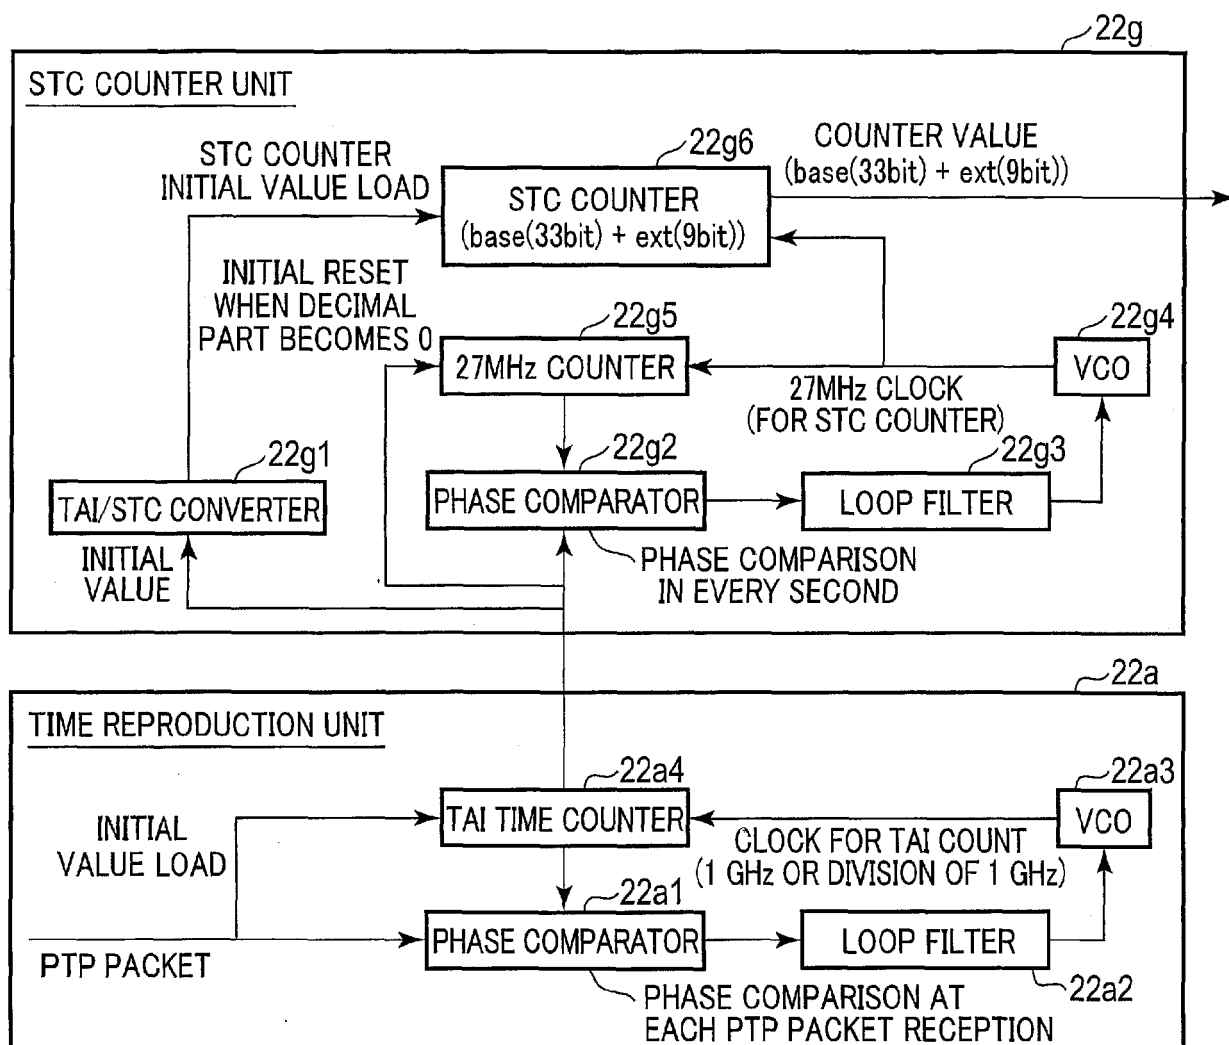 22g
STC COUNTER UNIT
STC COUNTER
INITIAL VALUE LOAD
22g6
STC COUNTER
(base(33bit) + ext(9bit))
COUNTER VALUE
(base(33bit) + ext(9bit))
INITIAL RESET
WHEN DECIMAL
PART BECOMES 0
22g5
27MHz COUNTER
22g4
VCO
27MHz CLOCK
(FOR STC COUNTER)
22g1
TAI/STC CONVERTER
22g2
PHASE COMPARATOR
22g3
LOOP FILTER
INITIAL
VALUE
PHASE COMPARISON
IN EVERY SECOND
22a
TIME REPRODUCTION UNIT
22a4
TAI TIME COUNTER
22a3
VCO
INITIAL
VALUE LOAD
CLOCK FOR TAI COUNT
(1 GHz OR DIVISION OF 1 GHz)
22a1
PHASE COMPARATOR
LOOP FILTER
22a2
PTP PACKET
PHASE COMPARISON AT
EACH PTP PACKET RECEPTION